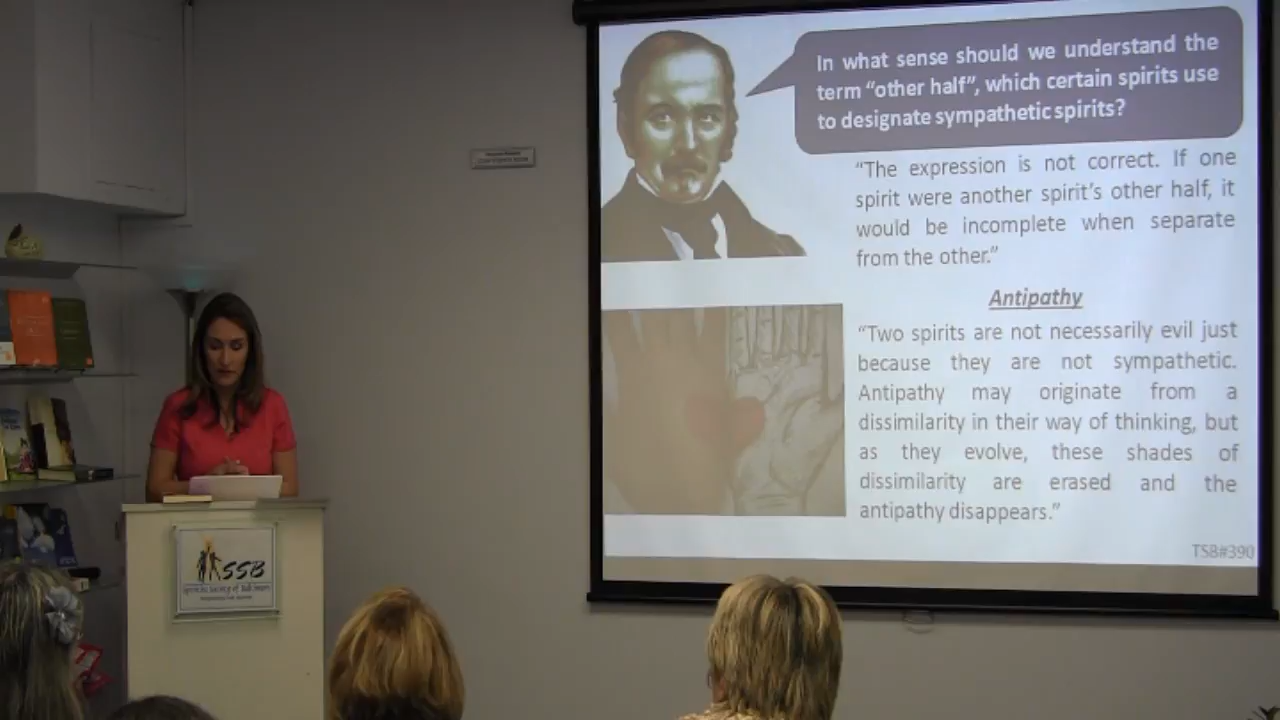 In what sense should we understand the
term “other half”, which certain spirits use
to designate sympathetic spirits?
“The expression is not correct. If one
spirit were another spirit’s other half, it
would be incomplete when separate
from the other.”
Antipathy
“Two spirits are not necessarily evil just
because they are not sympathetic.
Antipathy may originate from a
dissimilarity in their way of thinking, but
as they evolve, these shades of
dissimilarity are erased and the
antipathy disappears.”
TSB#390
SSB
Spiritist Society of